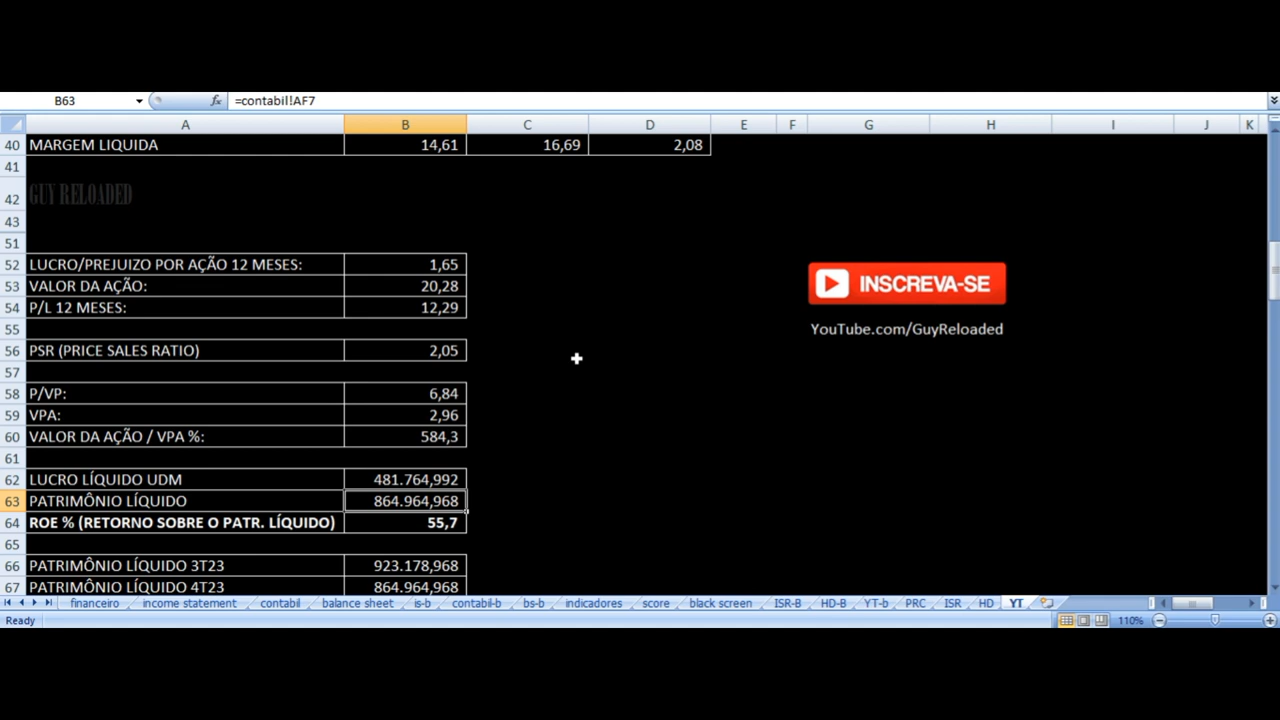 B63 fx =contabil!AF7
A B C D E F G H I J K
40 MARGEM LIQUIDA 14,61 16,69 2,08
41
42 GUY RELOADED
43
51
52 LUCRO/PREJUIZO POR AÇÃO 12 MESES: 1,65
53 VALOR DA AÇÃO: 20,28
INSCREVA-SE
54 P/L 12 MESES: 12,29
55
YouTube.com/GuyReloaded
56 PSR (PRICE SALES RATIO) 2,05
57
58 P/VP: 6,84
59 VPA: 2,96
60 VALOR DA AÇÃO / VPA %: 584,3
61
62 LUCRO LÍQUIDO UDM 481.764,992
63 PATRIMÔNIO LÍQUIDO 864.964,968
64 ROE % (RETORNO SOBRE O PATR. LÍQUIDO) 55,7
65
66 PATRIMÔNIO LÍQUIDO 3T23 923.178,968
67 PATRIMÔNIO LÍQUIDO 4T23 864.964,968
financeiro income statement contabil balance sheet is-b contabil-b bs-b indicadores score black screen ISR-B HD-B YT-b PRC ISR HD YT
Ready 110%